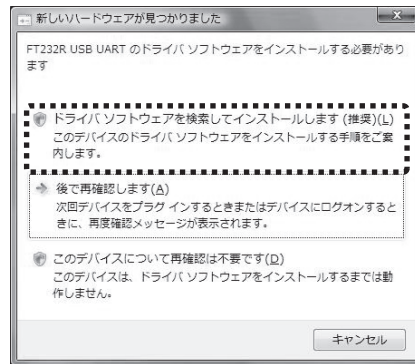 新しいハードウェアが見つかりました
FT232R USB UART のドライバ ソフトウェアをインストールする必要があり
ます
ドライバ ソフトウェアを検索してインストールします (推奨)(L)
このデバイスのドライバ ソフトウェアをインストールする手順をご案
内します。
後で再確認します(A)
次回デバイスをプラグ インするときまたはデバイスにログオンすると
きに、再度確認メッセージが表示されます。
このデバイスについて再確認は不要です(D)
このデバイスは、ドライバ ソフトウェアをインストールするまでは動
作しません。
キャンセル